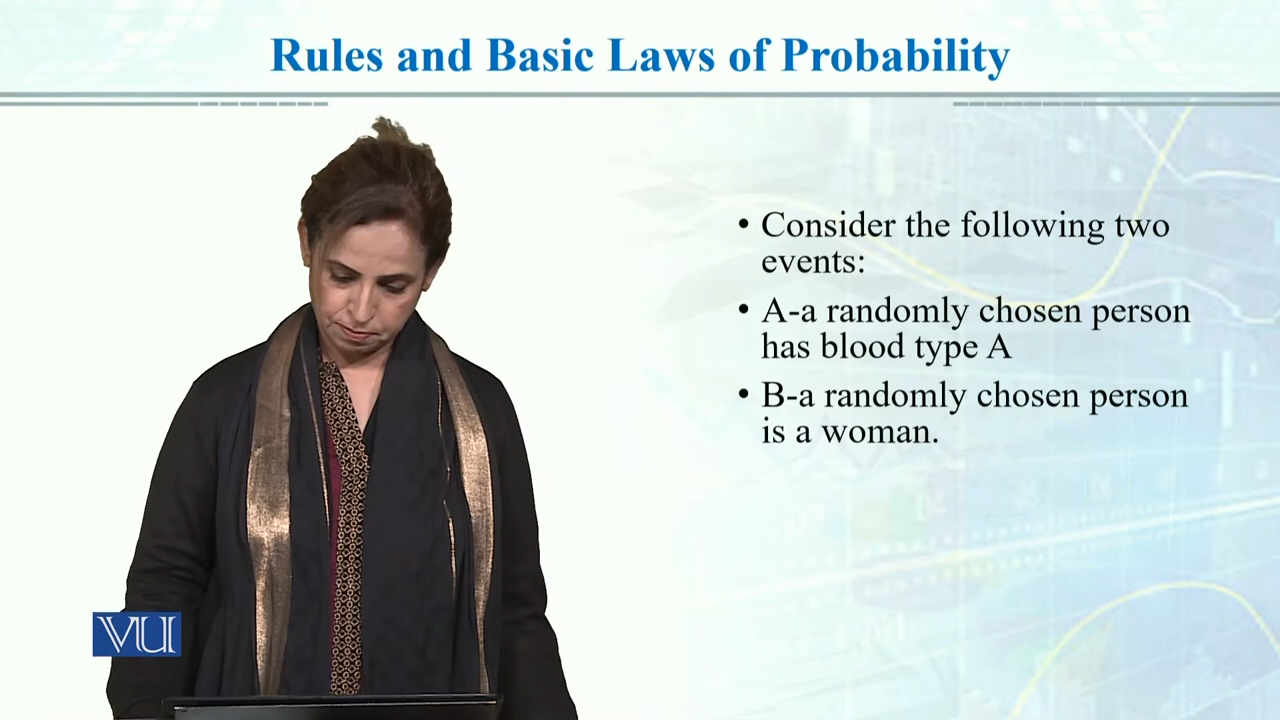 Rules and Basic Laws of Probability
• Consider the following two
events:
• A-a randomly chosen person
has blood type A
• B-a randomly chosen person
is a woman.
VU